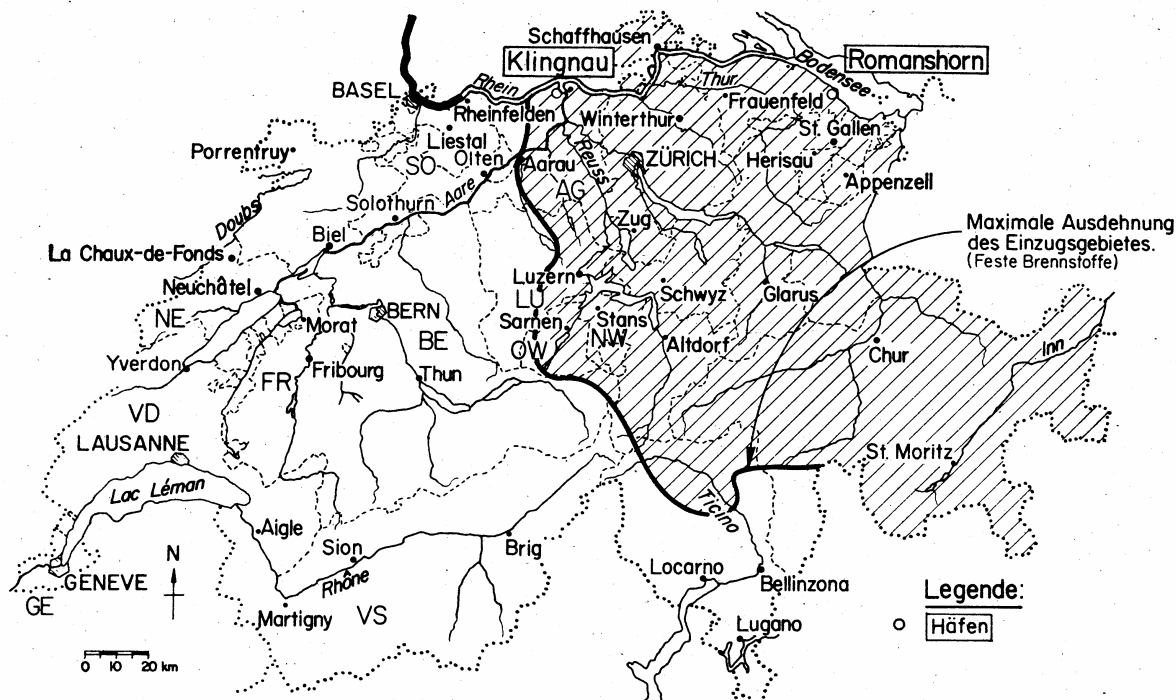 Schaffhausen
Klingnau
Romanshorn
Bodensee
Rhein
Thur
BASEL
Rheinfelden
Frauenfeld
Winterthur
Liestal
St. Gallen
Porrentruy
SO
Olten
Aarau
Reuss
ZÜRICH
Herisau
Appenzell
Aare
AG
Doubs
Solothurn
Zug
Maximale Ausdehnung
des Einzugsgebietes.
(Feste Brennstoffe)
Biel
La Chaux-de-Fonds
Luzern
LU
Neuchâtel
Schwyz
Glarus
NE
BERN
Morat
Sarnen
Stans
NW
BE
OW
Altdorf
Chur
Inn
Yverdon
Fribourg
FR
Thun
VD
LAUSANNE
St. Moritz
Lac Léman
Ticino
Aigle
N
Sion
Brig
GENEVE
Rhône
Locarno
Bellinzona
GE
Martigny
VS
Legende:
Häfen
Lugano
0 10 20 km